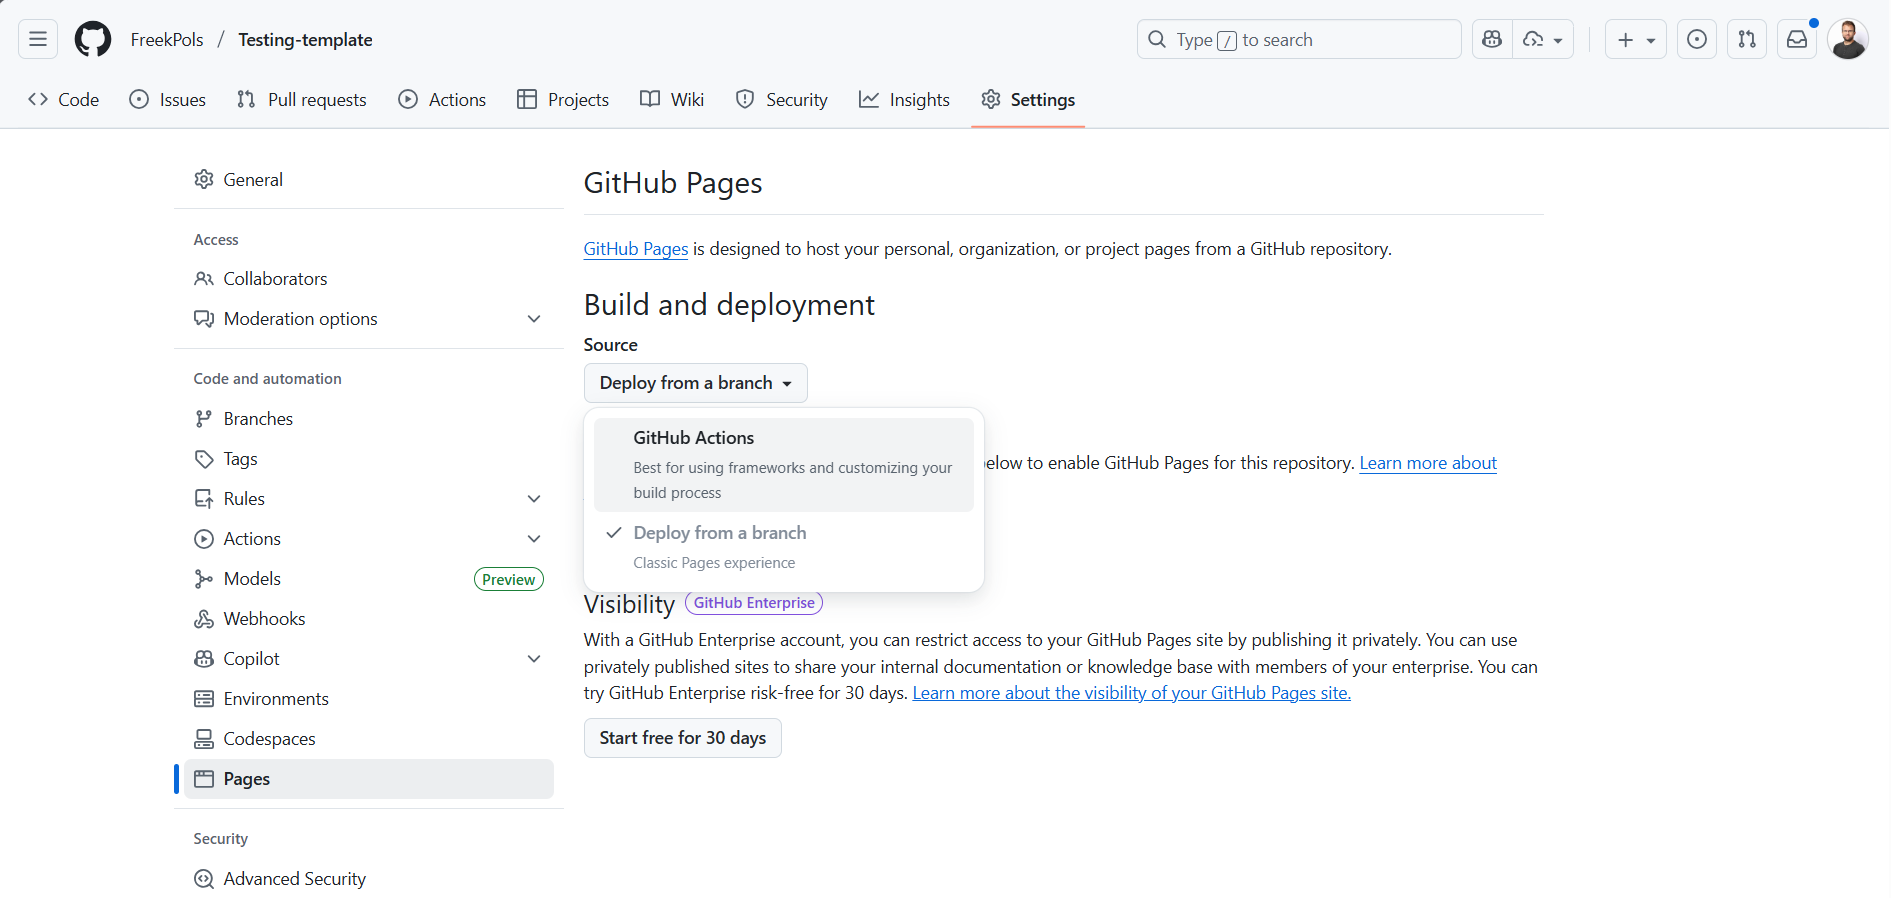 FreekPols / Testing-template
Type / to search
Code
Issues
Pull requests
Actions
Projects
Wiki
Security
Insights
Settings
General
Access
Collaborators
Moderation options
Code and automation
Branches
Tags
Rules
Actions
Models
Preview
Webhooks
Copilot
Environments
Codespaces
Pages
Security
Advanced Security
GitHub Pages
GitHub Pages is designed to host your personal, organization, or project pages from a GitHub repository.
Build and deployment
Source
Deploy from a branch
GitHub Actions
Best for using frameworks and customizing your
build process
Deploy from a branch
Classic Pages experience
elow to enable GitHub Pages for this repository. Learn more about
Visibility GitHub Enterprise
With a GitHub Enterprise account, you can restrict access to your GitHub Pages site by publishing it privately. You can use
privately published sites to share your internal documentation or knowledge base with members of your enterprise. You can
try GitHub Enterprise risk-free for 30 days. Learn more about the visibility of your GitHub Pages site.
Start free for 30 days